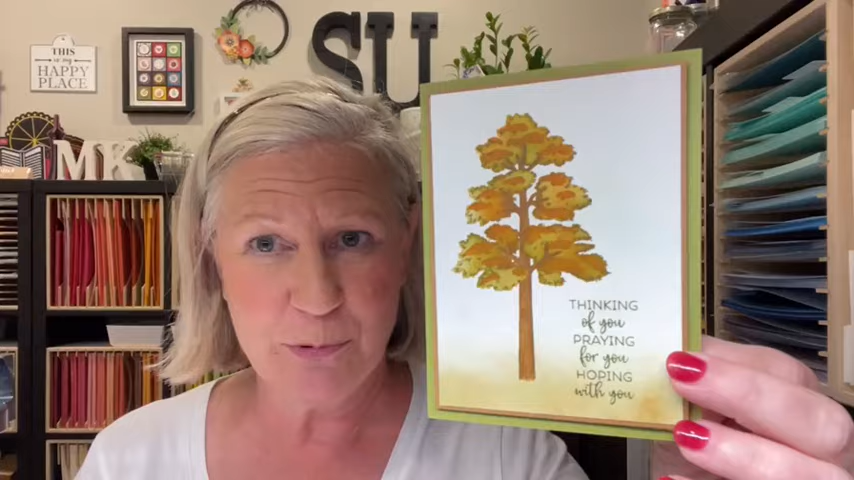 THIS
is my
HAPPY
PLACE
SU
MK
THINKING
of you
PRAYING
for you
HOPING
with you